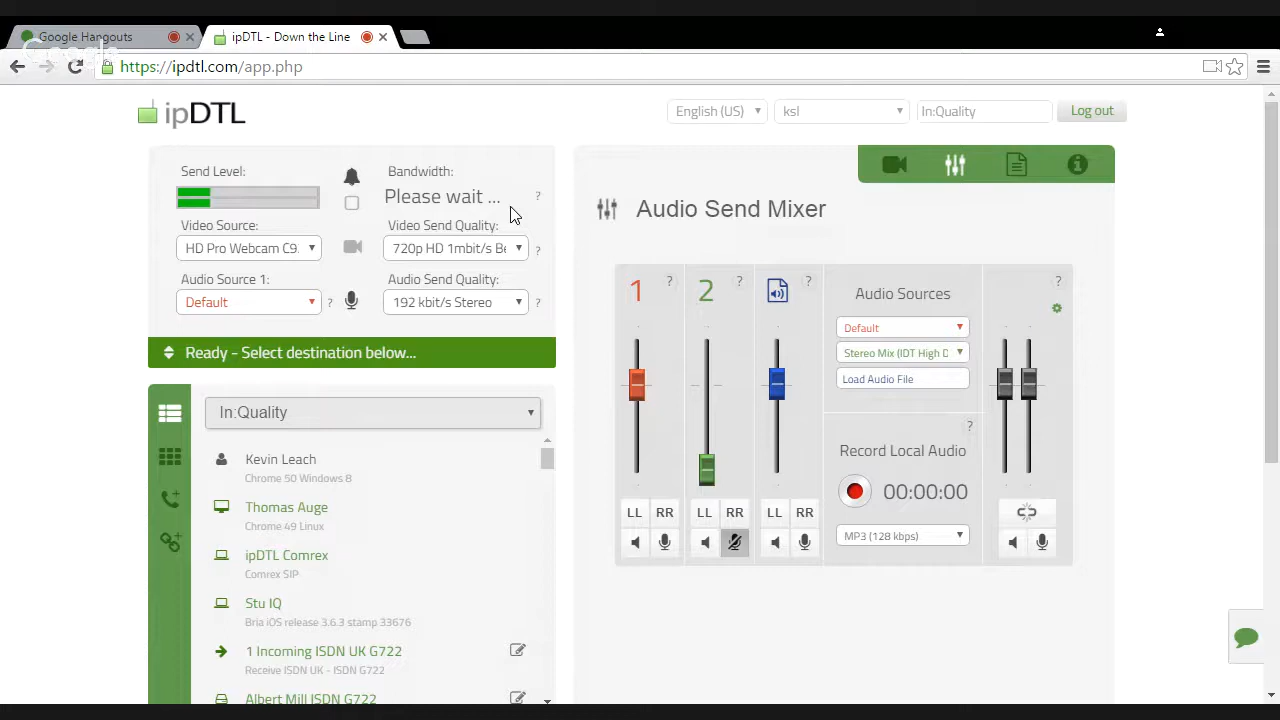 Google Hangouts
ipDTL - Down the Line
Google
https://ipdtl.com/app.php
ipDTL
English (US)
ksl
In:Quality
Log out
Send Level:
Bandwidth:
Please wait ...
?
Video Source:
Video Send Quality:
HD Pro Webcam C9
720p HD 1mbit/s Be
?
Audio Source 1:
Audio Send Quality:
Default
?
192 kbit/s Stereo
?
Ready - Select destination below...
In:Quality
Kevin Leach
Chrome 50 Windows 8
Thomas Auge
Chrome 49 Linux
ipDTL Comrex
Comrex SIP
Stu IQ
Bria iOS release 3.6.3 stamp 33676
1 Incoming ISDN UK G722
Receive ISDN UK - ISDN G722
Albert Mill ISDN G722
Audio Send Mixer
1 ?
2 ?
?
Audio Sources
?
Default
Stereo Mix (IDT High D
Load Audio File
?
Record Local Audio
00:00:00
LL RR
LL RR
LL RR
MP3 (128 kbps)